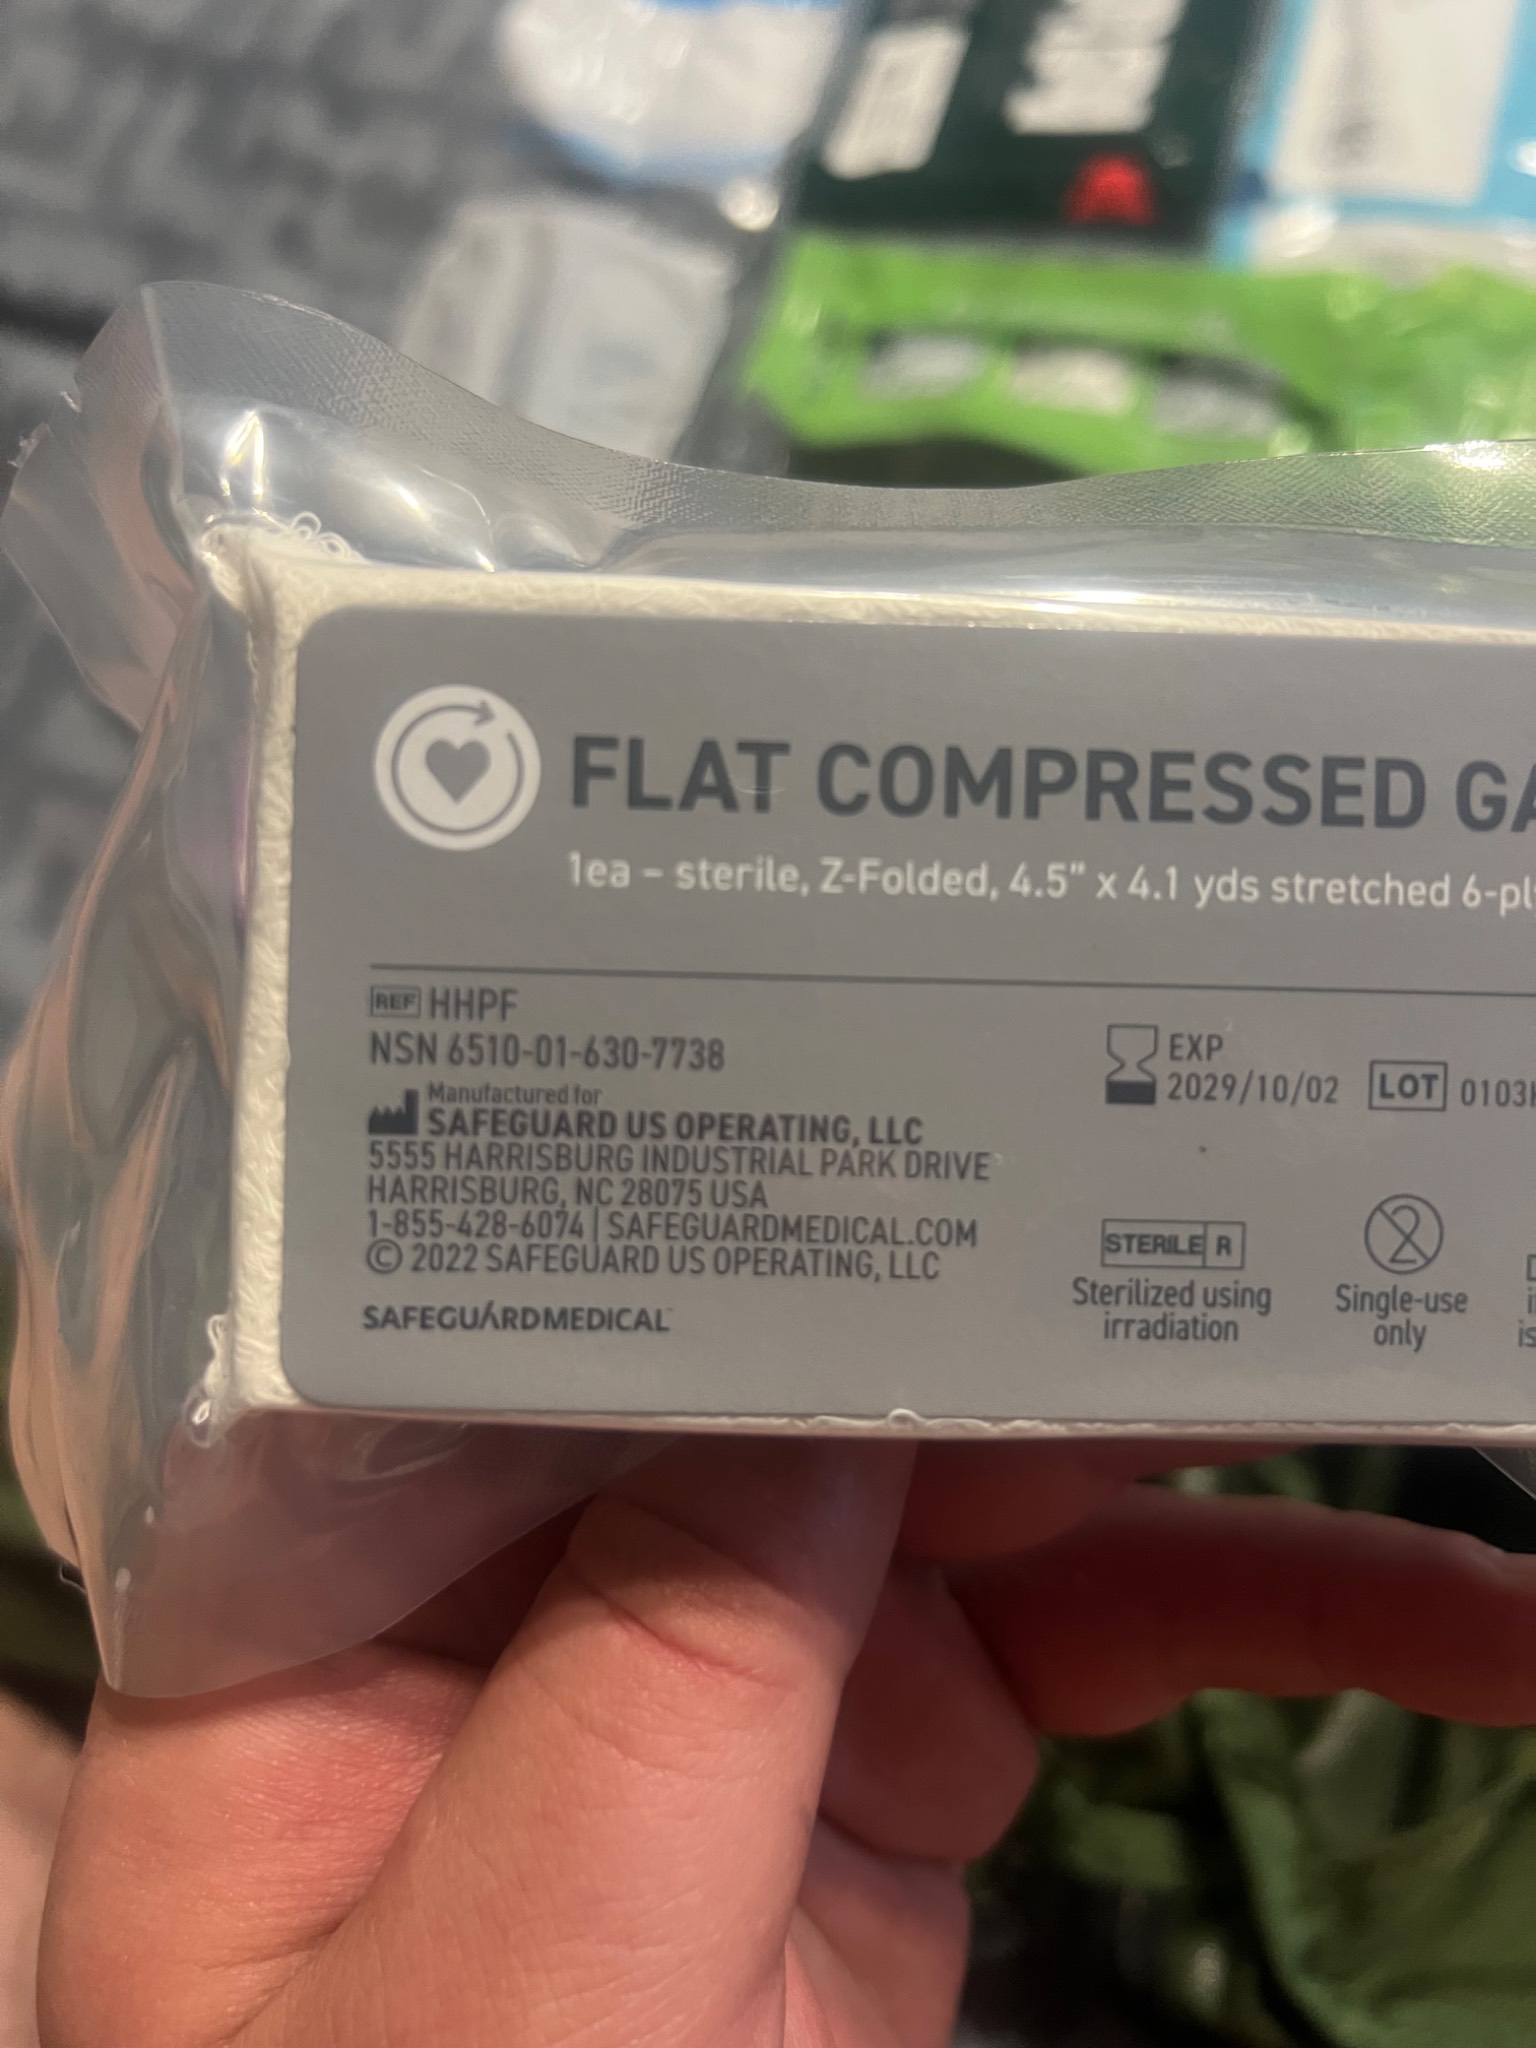 FLAT COMPRESSED GA
1ea – sterile, Z-Folded, 4.5" x 4.1 yds stretched 6-pl
REF HHPF
NSN 6510-01-630-7738
Manufactured for
SAFEGUARD US OPERATING, LLC
5555 HARRISBURG INDUSTRIAL PARK DRIVE
HARRISBURG, NC 28075 USA
1-855-428-6074 | SAFEGUARDMEDICAL.COM
© 2022 SAFEGUARD US OPERATING, LLC
SAFEGUARDMEDICAL™
EXP
2029/10/02
LOT 0103
STERILE R
Sterilized using
irradiation
2
Single-use
only